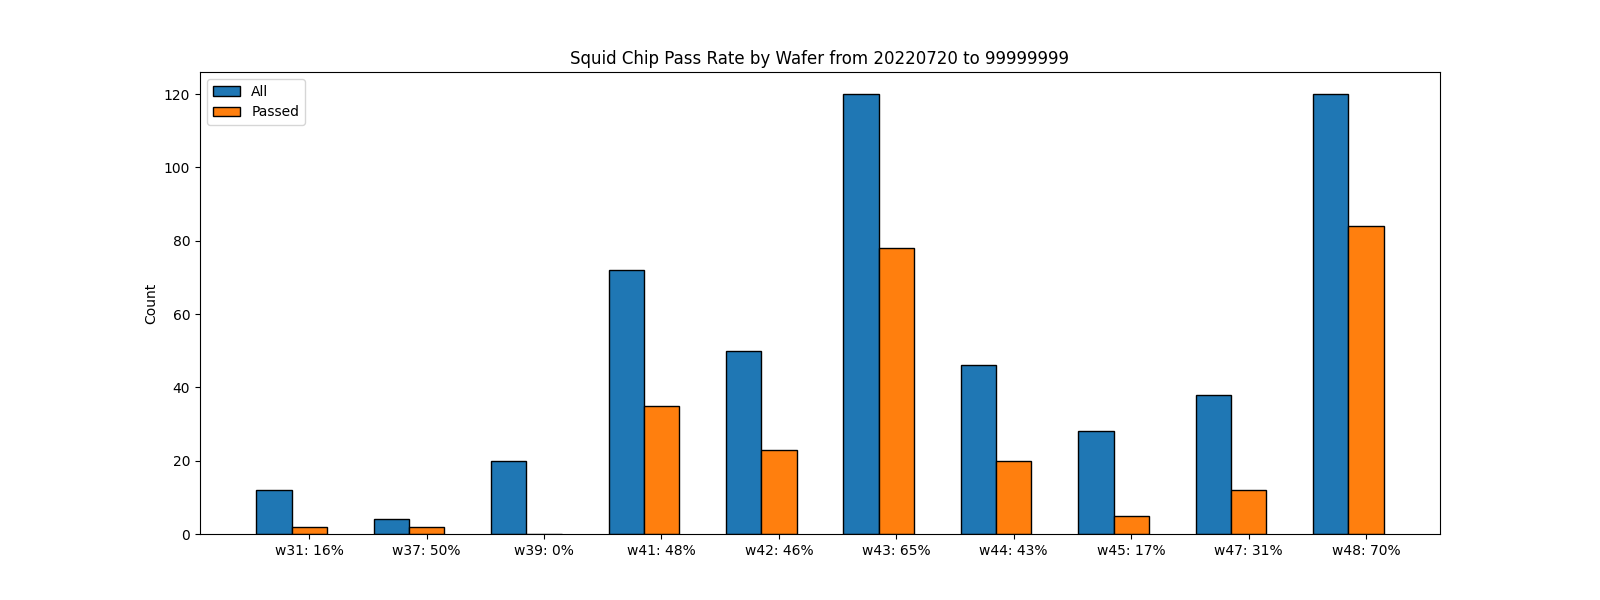 Squid Chip Pass Rate by Wafer from 20220720 to 99999999
All
Passed
Count
120
100
80
60
40
20
0
w31: 16%
w37: 50%
w39: 0%
w41: 48%
w42: 46%
w43: 65%
w44: 43%
w45: 17%
w47: 31%
w48: 70%